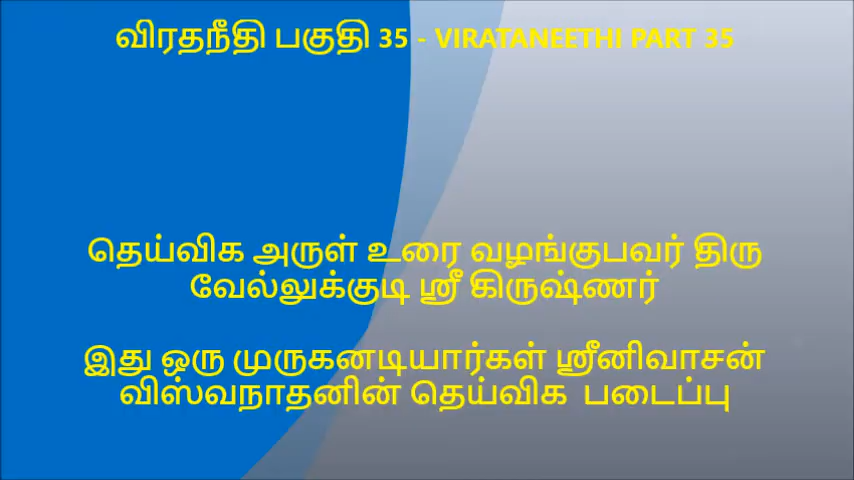 விரதநீதி பகுதி 35 - VIRATANEETHI PART 35
தெய்விக அருள் உரை வழங்குபவர் திரு
வேல்லுக்குடி ஸ்ரீ கிருஷ்ணர்
இது ஒரு முருகனடியார்கள் ஸ்ரீனிவாசன்
விஸ்வநாதனின் தெய்விக படைப்பு